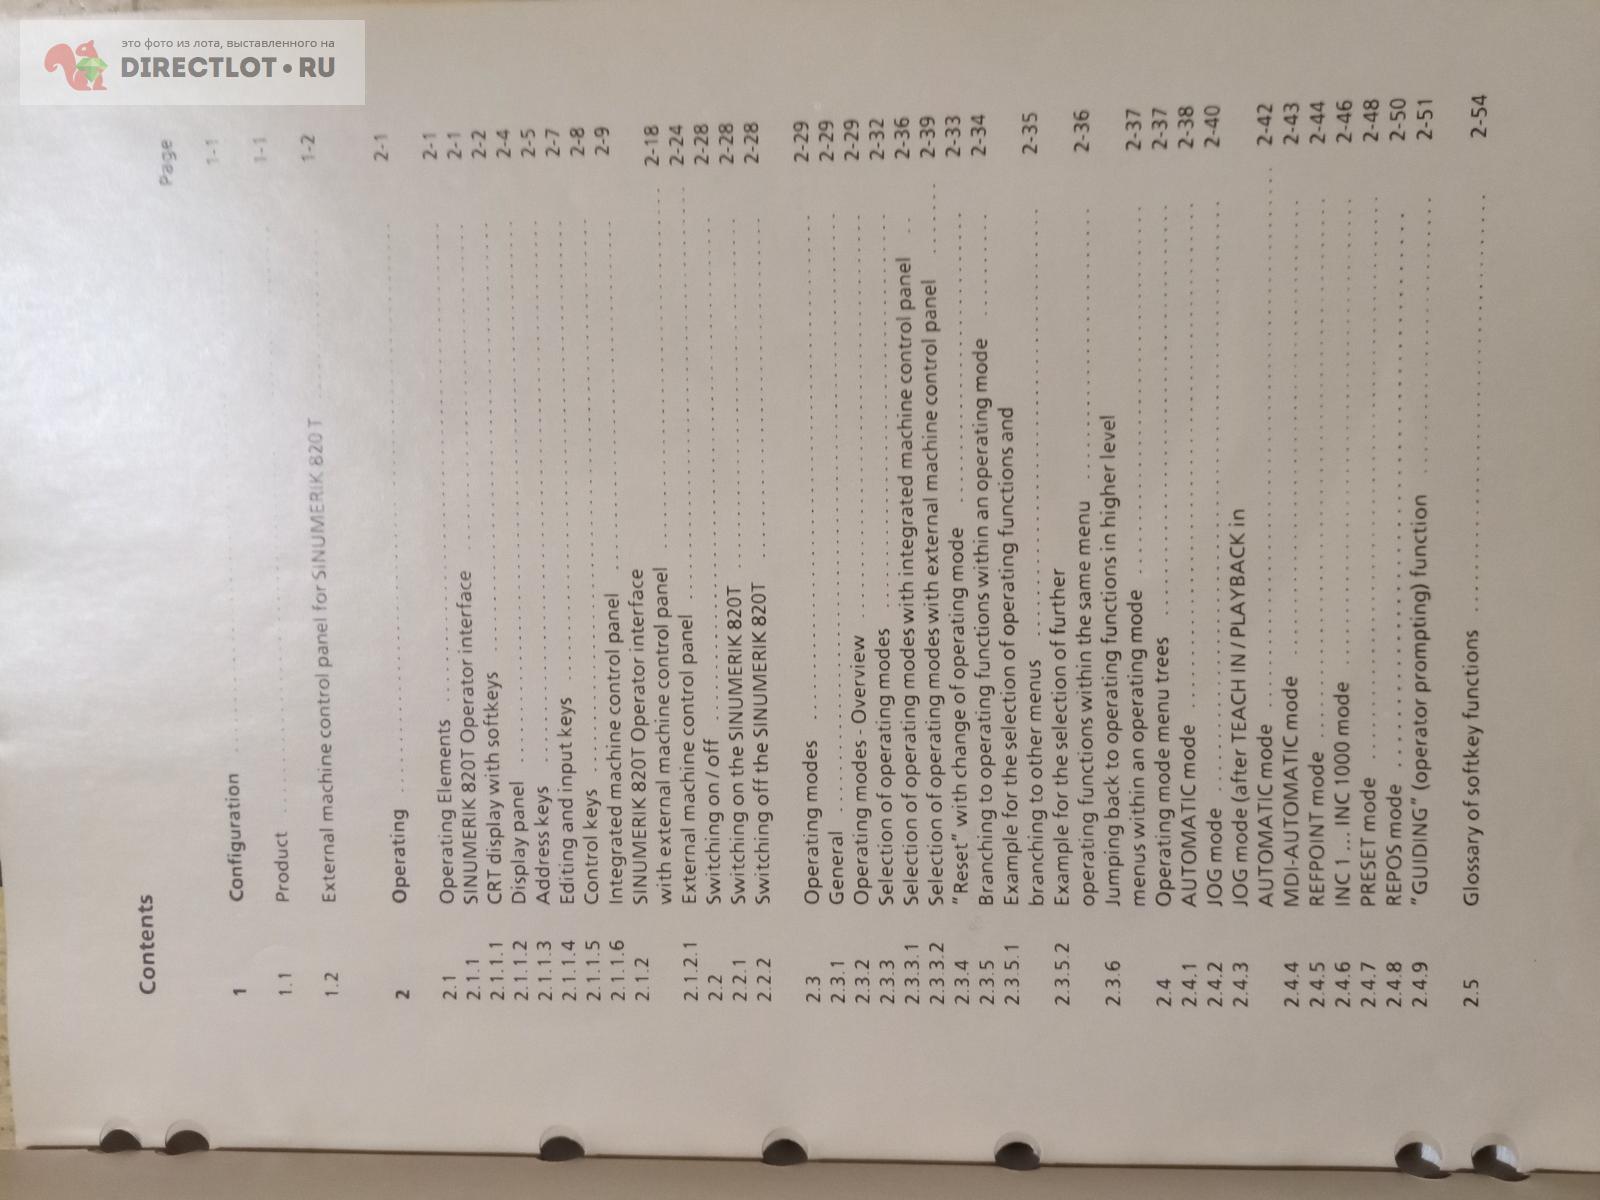 это фото из лота, выставленного на
DIRECTLOT•RU
Contents
Page
1 Configuration 1-1
1.1 Product 1-1
1.2 External machine control panel for SINUMERIK 820T 1-2
2 Operating 2-1
2.1 Operating Elements 2-1
2.1.1 SINUMERIK 820T Operator interface 2-1
2.1.1.1 CRT display with softkeys 2-2
2.1.1.2 Display panel 2-4
2.1.1.3 Address keys 2-5
2.1.1.4 Editing and input keys 2-7
2.1.1.5 Control keys 2-8
2.1.1.6 Integrated machine control panel 2-9
2.1.2 SINUMERIK 820T Operator interface
with external machine control panel 2-18
2.1.2.1 External machine control panel 2-24
2.2 Switching on / off 2-28
2.2.1 Switching on the SINUMERIK 820T 2-28
2.2.2 Switching off the SINUMERIK 820T 2-28
2.3 Operating modes 2-29
2.3.1 General 2-29
2.3.2 Operating modes - Overview 2-29
2.3.3 Selection of operating modes 2-32
2.3.3.1 Selection of operating modes with integrated machine control panel 2-36
2.3.3.2 Selection of operating modes with external machine control panel 2-39
2.3.4 "Reset" with change of operating mode 2-33
2.3.5 Branching to operating functions within an operating mode 2-34
2.3.5.1 Example for the selection of operating functions and
branching to other menus 2-35
2.3.5.2 Example for the selection of further
operating functions within the same menu 2-36
2.3.6 Jumping back to operating functions in higher level
menus within an operating mode 2-37
2.4 Operating mode menu trees 2-37
2.4.1 AUTOMATIC mode 2-38
2.4.2 JOG mode 2-40
2.4.3 JOG mode (after TEACH IN / PLAYBACK in
AUTOMATIC mode 2-42
2.4.4 MDI-AUTOMATIC mode 2-43
2.4.5 REFPOINT mode 2-44
2.4.6 INC 1 ... INC 1000 mode 2-46
2.4.7 PRESET mode 2-48
2.4.8 REPOS mode 2-50
2.4.9 "GUIDING" (operator prompting) function 2-51
2.5 Glossary of softkey functions 2-54